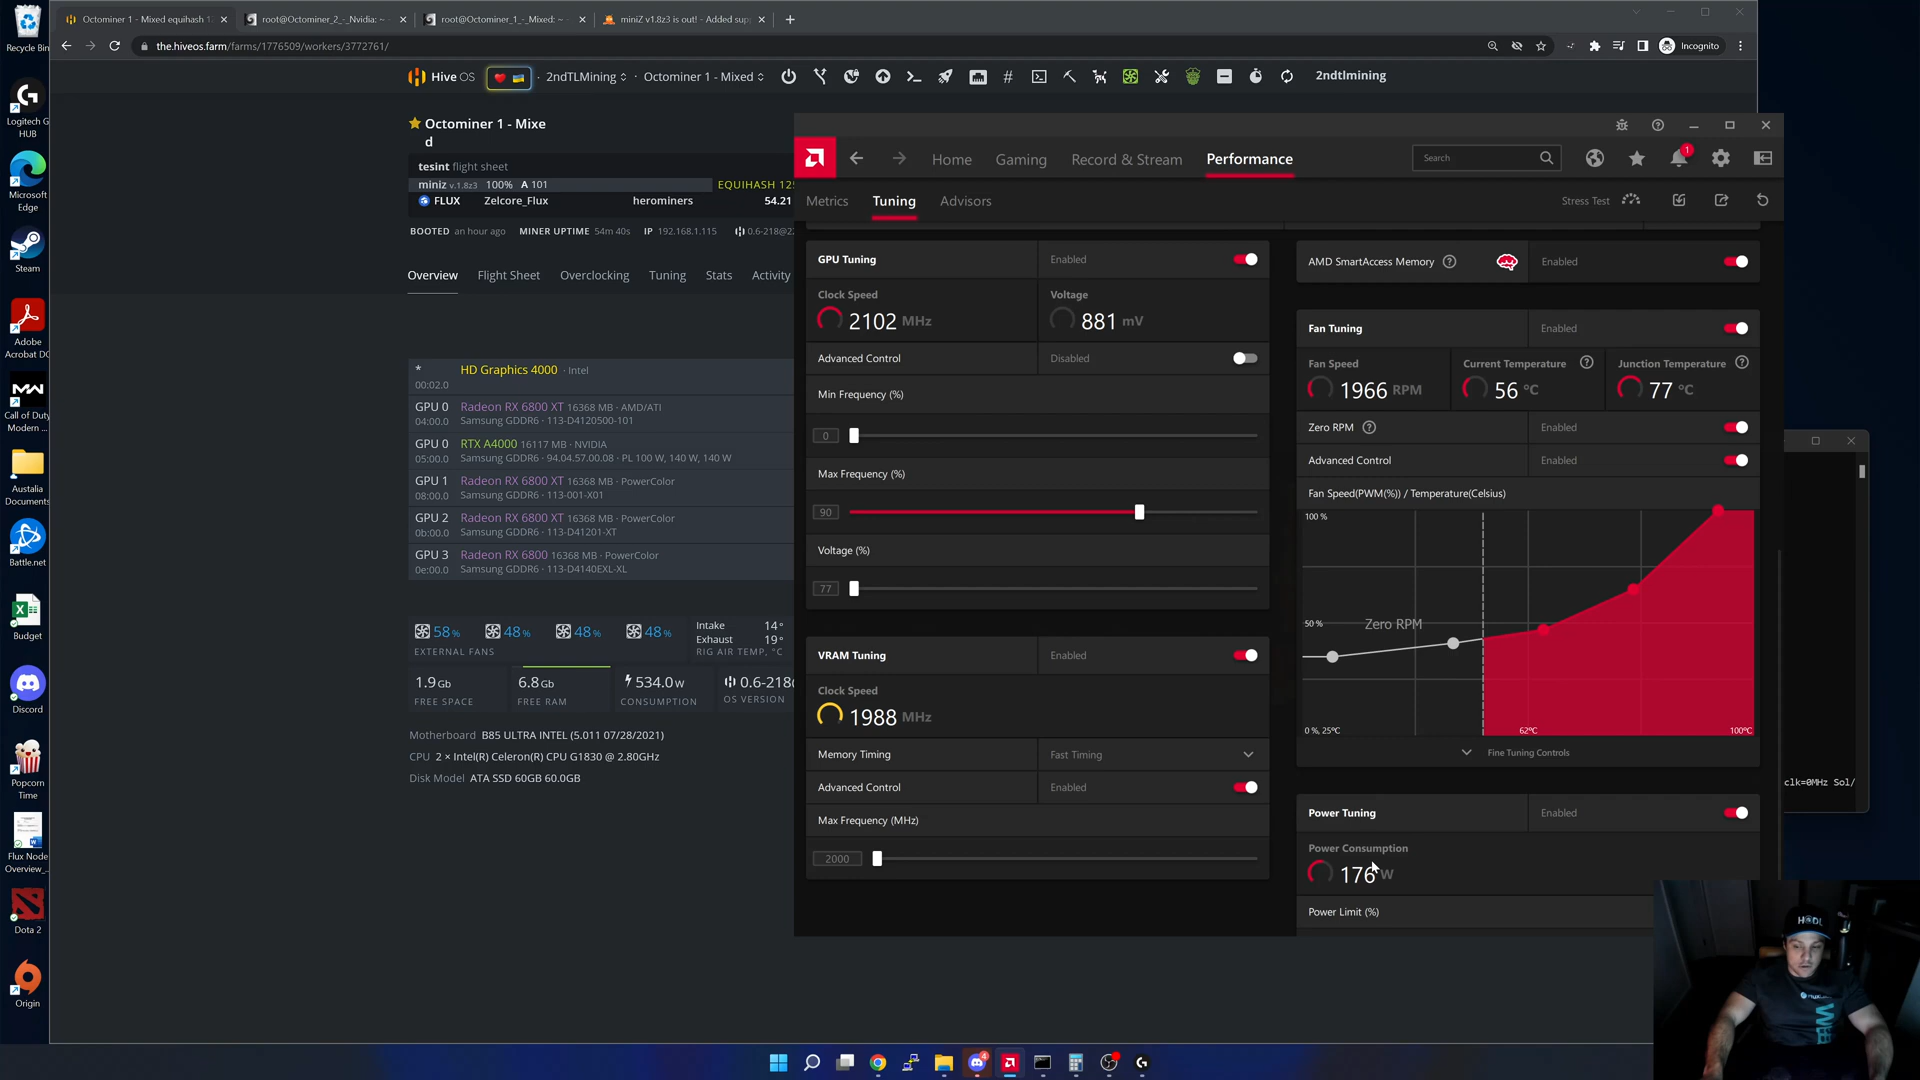 Recycle Bin
Logitech G
HUB
Microsoft
Edge
Steam
Adobe
Acrobat DC
Call of Duty
Modern ...
Austalia
Documents
Battle.net
Budget
Discord
Popcorn
Time
Flux Node
Overview_...
Dota 2
Origin
Octominer 1 - Mixed equihash 1
root@Octominer_2_-_Nvidia: ~
root@Octominer_1_-_Mixed: ~
miniZ v1.8z3 is out! - Added sup
the.hiveos.farm/farms/1776509/workers/3772761/
Incognito
Hive OS
2ndTLMining
Octominer 1 - Mixed
2ndtlmining
Octominer 1 - Mixe
d
tesint flight sheet
miniz v.1.8z3 100% A 101 EQUIHASH 125
FLUX Zelcore_Flux herominers 54.21
BOOTED an hour ago MINER UPTIME 54m 40s IP 192.168.1.115 0.6-218@22
Overview Flight Sheet Overclocking Tuning Stats Activity
* HD Graphics 4000 · Intel
00:02.0
GPU 0 Radeon RX 6800 XT 16368 MB · AMD/ATI
04:00.0 Samsung GDDR6 · 113-D4120500-101
GPU 0 RTX A4000 16117 MB · NVIDIA
05:00.0 Samsung GDDR6 · 94.04.57.00.08 · PL 100 W, 140 W, 140 W
GPU 1 Radeon RX 6800 XT 16368 MB · PowerColor
08:00.0 Samsung GDDR6 · 113-001-X01
GPU 2 Radeon RX 6800 XT 16368 MB · PowerColor
0b:00.0 Samsung GDDR6 · 113-D41201-XT
GPU 3 Radeon RX 6800 16368 MB · PowerColor
0e:00.0 Samsung GDDR6 · 113-D4140EXL-XL
58% 48% 48% 48%
EXTERNAL FANS
Intake 14°
Exhaust 19°
RIG AIR TEMP, °C
1.9 Gb
FREE SPACE
6.8 Gb
FREE RAM
534.0 W
CONSUMPTION
0.6-218@
OS VERSION
Motherboard B85 ULTRA INTEL (5.011 07/28/2021)
CPU 2 × Intel(R) Celeron(R) CPU G1830 @ 2.80GHz
Disk Model ATA SSD 60GB 60.0GB
Home Gaming Record & Stream Performance
Search
1
Metrics Tuning Advisors
Stress Test
GPU Tuning Enabled
Clock Speed
2102 MHz
Voltage
881 mV
Advanced Control Disabled
Min Frequency (%)
0
Max Frequency (%)
90
Voltage (%)
77
VRAM Tuning Enabled
Clock Speed
1988 MHz
Memory Timing Fast Timing
Advanced Control Enabled
Max Frequency (MHz)
2000
AMD SmartAccess Memory Enabled
Fan Tuning Enabled
Fan Speed
1966 RPM
Current Temperature
56 °C
Junction Temperature
77 °C
Zero RPM Enabled
Advanced Control Enabled
Fan Speed(PWM(%)) / Temperature(Celsius)
100 %
50 %
Zero RPM
0 %, 25°C
62°C
100°C
Fine Tuning Controls
Power Tuning Enabled
Power Consumption
176 W
Power Limit (%)
clk=0MHz Sol/
HODL
4